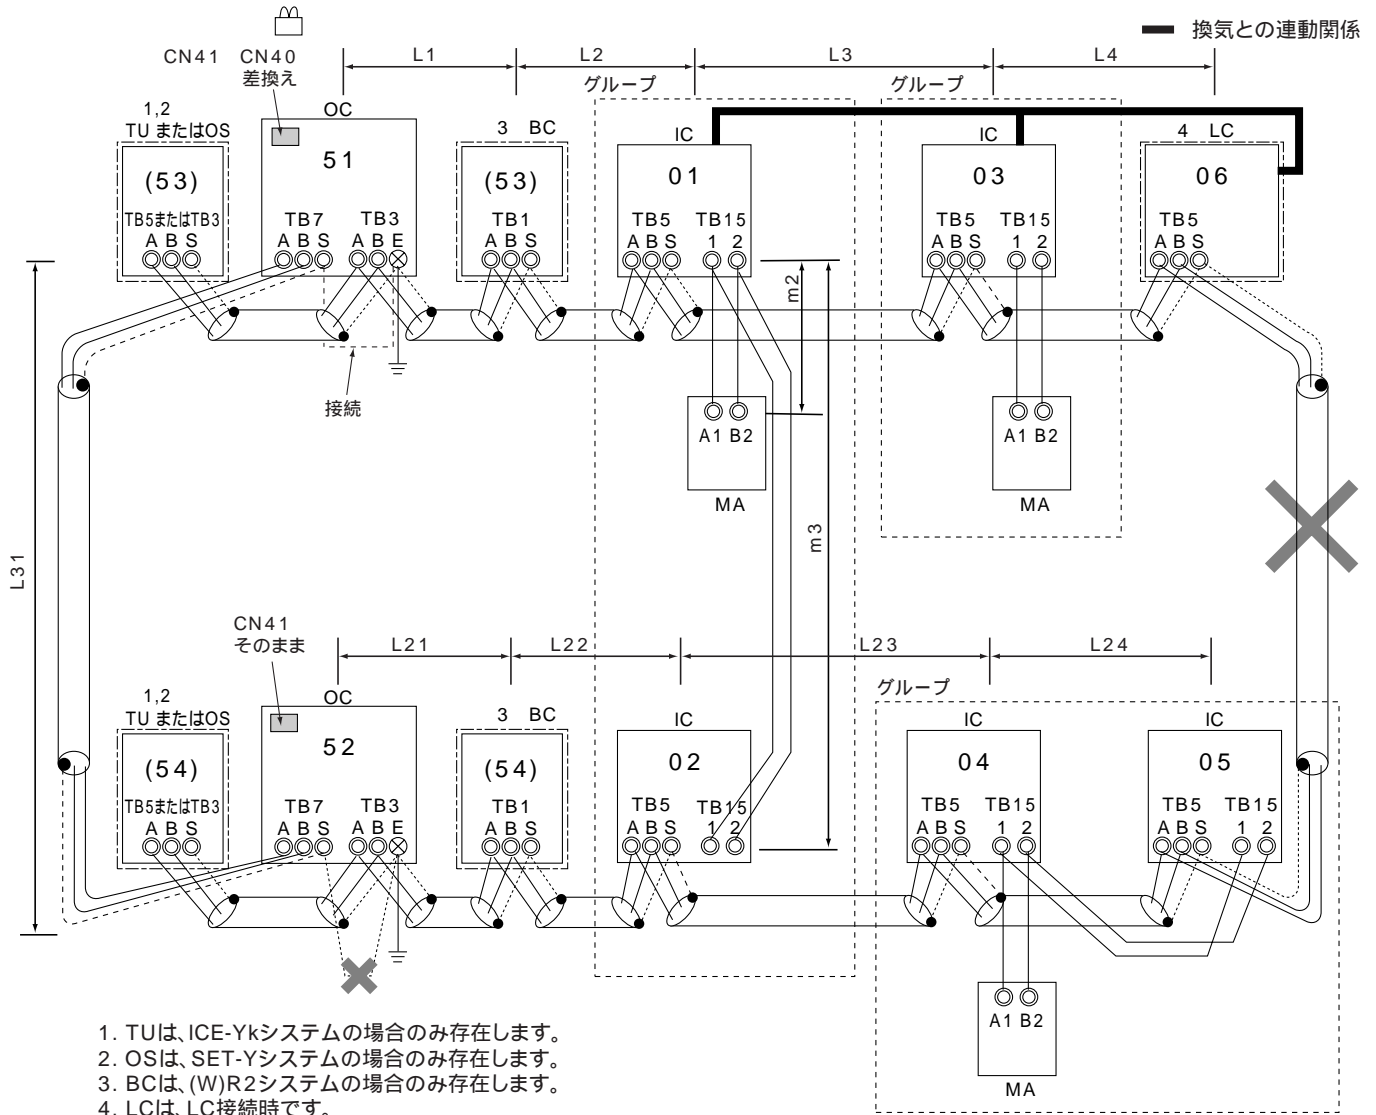 換気との連動関係
CN41 CN40
差換え
L1
L2
L3
L4
グループ
グループ
1,2
TU またはOS
OC
3 BC
IC
IC
4 LC
(53)
51
(53)
01
03
06
TB5またはTB3
TB7
TB3
TB1
TB5
TB15
TB5
TB15
TB5
A B S
A B S
A B E
A B S
A B S
1 2
A B S
1 2
A B S
m2
接続
A1 B2
A1 B2
MA
MA
m3
L31
CN41
そのまま
L21
L22
L23
L24
グループ
1,2
TU またはOS
OC
3 BC
IC
IC
IC
(54)
52
(54)
02
04
05
TB5またはTB3
TB7
TB3
TB1
TB5
TB15
TB5
TB15
TB5
TB15
A B S
A B S
A B E
A B S
A B S
1 2
A B S
1 2
A B S
1 2
A1 B2
MA
1. TUは、ICE-Ykシステムの場合のみ存在します。
2. OSは、SET-Yシステムの場合のみ存在します。
3. BCは、(W)R2システムの場合のみ存在します。
4. LCは、LC接続時です。